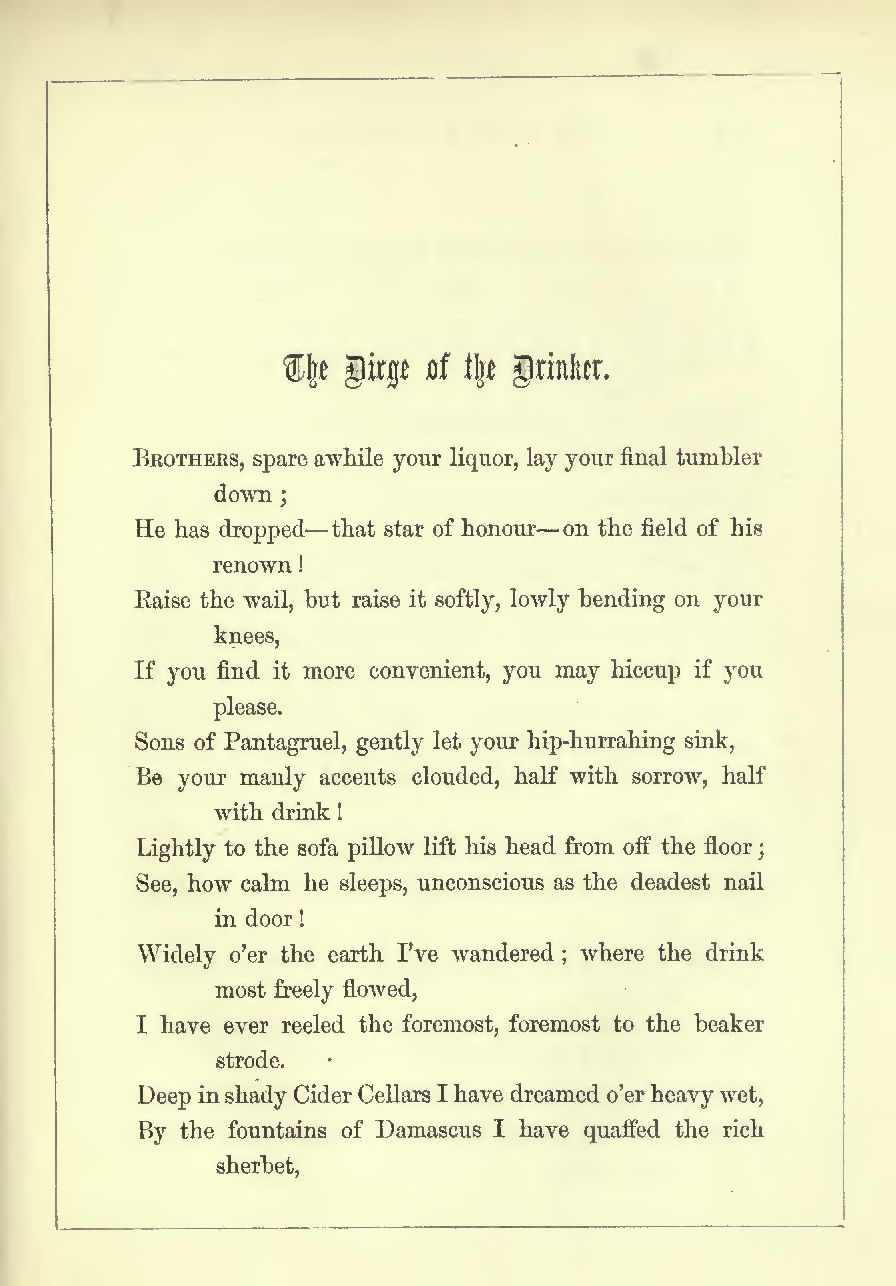 The Dirge of the Drinker.
BROTHERS, spare awhile your liquor, lay your final tumbler
down ;
He has dropped—that star of honour—on the field of his
renown !
Raise the wail, but raise it softly, lowly bending on your
knees,
If you find it more convenient, you may hiccup if you
please.
Sons of Pantagruel, gently let your hip-hurrahing sink,
Be your manly accents clouded, half with sorrow, half
with drink !
Lightly to the sofa pillow lift his head from off the floor ;
See, how calm he sleeps, unconscious as the deadest nail
in door !
Widely o'er the earth I've wandered ; where the drink
most freely flowed,
I have ever reeled the foremost, foremost to the beaker
strode.
Deep in shady Cider Cellars I have dreamed o'er heavy wet,
By the fountains of Damascus I have quaffed the rich
sherbet,